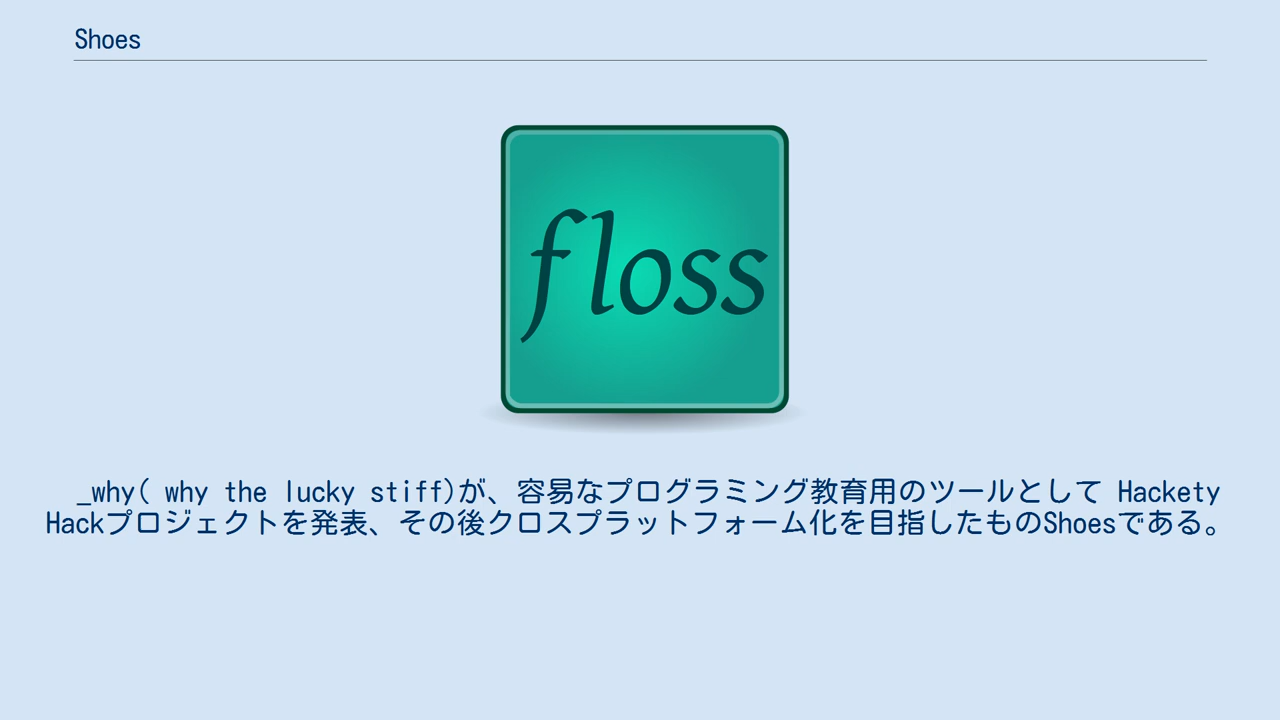 Shoes
floss
_why( why the lucky stiff)が、容易なプログラミング教育用のツールとして Hackety
Hackプロジェクトを発表、その後クロスプラットフォーム化を目指したものShoesである。